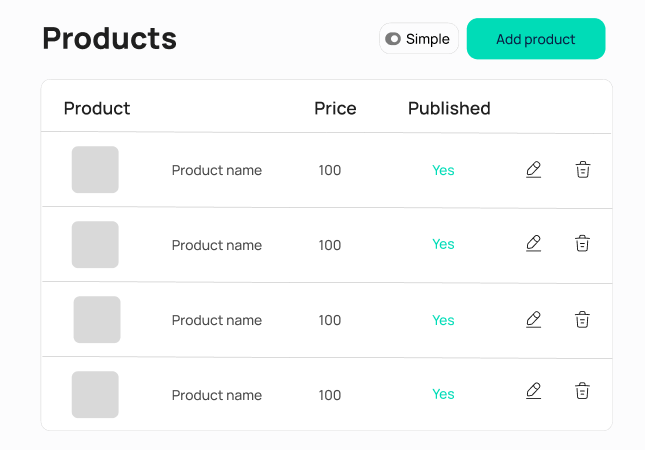 Products
Simple
Add product
Product Price Published
Product name 100 Yes
Product name 100 Yes
Product name 100 Yes
Product name 100 Yes